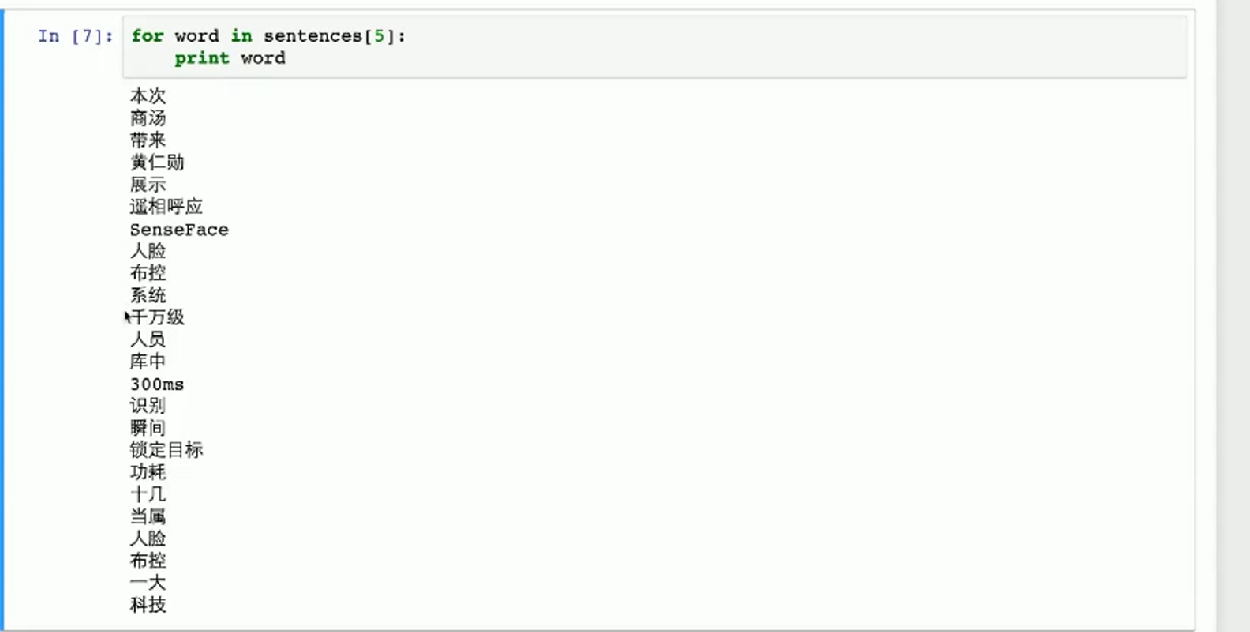 In [7]: for word in sentences[5]:
print word
本次
商汤
带来
黄仁勋
展示
遥相呼应
SenseFace
人脸
布控
系统
千万级
人员
库中
300ms
识别
瞬间
锁定目标
功耗
十几
当属
人脸
布控
一大
科技